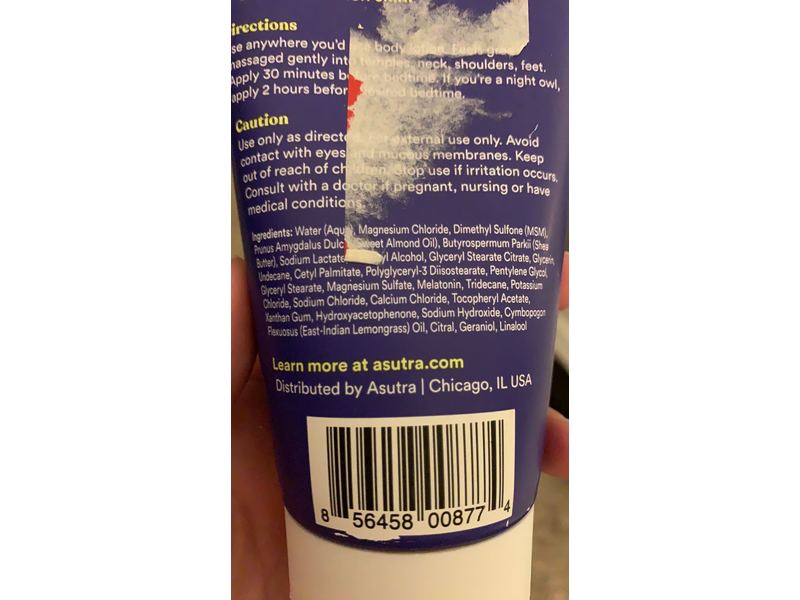 irections
se anywhere you'd like body lotion. Feels great
massaged gently into temples, neck, shoulders, feet.
Apply 30 minutes before bedtime. If you're a night owl,
apply 2 hours before desired bedtime.
Caution
Use only as directed. For external use only. Avoid
contact with eyes and mucous membranes. Keep
out of reach of children. Stop use if irritation occurs.
Consult with a doctor if pregnant, nursing or have
medical conditions.
Ingredients: Water (Aqu Magnesium Chloride, Dimethyl Sulfone (MSM),
Prunus Amygdalus Dulc Sweet Almond Oil), Butyrospermum Parkii (Shea
Butter), Sodium Lactate yl Alcohol, Glyceryl Stearate Citrate, Glycerin,
Undecane, Cetyl Palmitate, Polyglyceryl-3 Diisostearate, Pentylene Glycol,
Glyceryl Stearate, Magnesium Sulfate, Melatonin, Tridecane, Potassium
Chloride, Sodium Chloride, Calcium Chloride, Tocopheryl Acetate,
Xanthan Gum, Hydroxyacetophenone, Sodium Hydroxide, Cymbopogon
Flexuosus (East-Indian Lemongrass) Oil, Citral, Geraniol, Linalool
Learn more at asutra.com
Distributed by Asutra | Chicago, IL USA
8 56458 00877 4